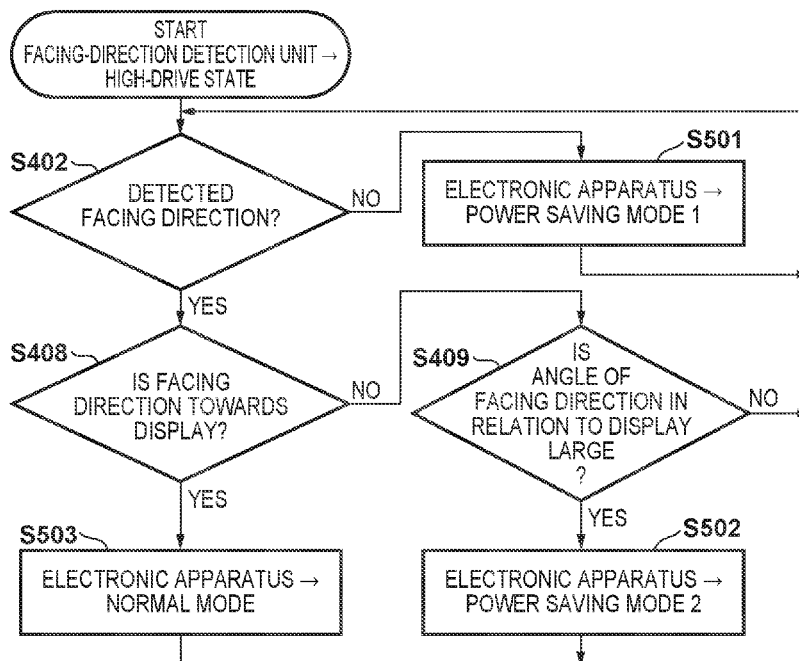 START
FACING-DIRECTION DETECTION UNIT →
HIGH-DRIVE STATE
S402
DETECTED
FACING DIRECTION?
NO
S501
ELECTRONIC APPARATUS →
POWER SAVING MODE 1
YES
S408
IS FACING
DIRECTION TOWARDS
DISPLAY?
NO
S409
IS
ANGLE OF
FACING DIRECTION IN
RELATION TO DISPLAY
LARGE
?
NO
YES
YES
S503
ELECTRONIC APPARATUS →
NORMAL MODE
S502
ELECTRONIC APPARATUS →
POWER SAVING MODE 2